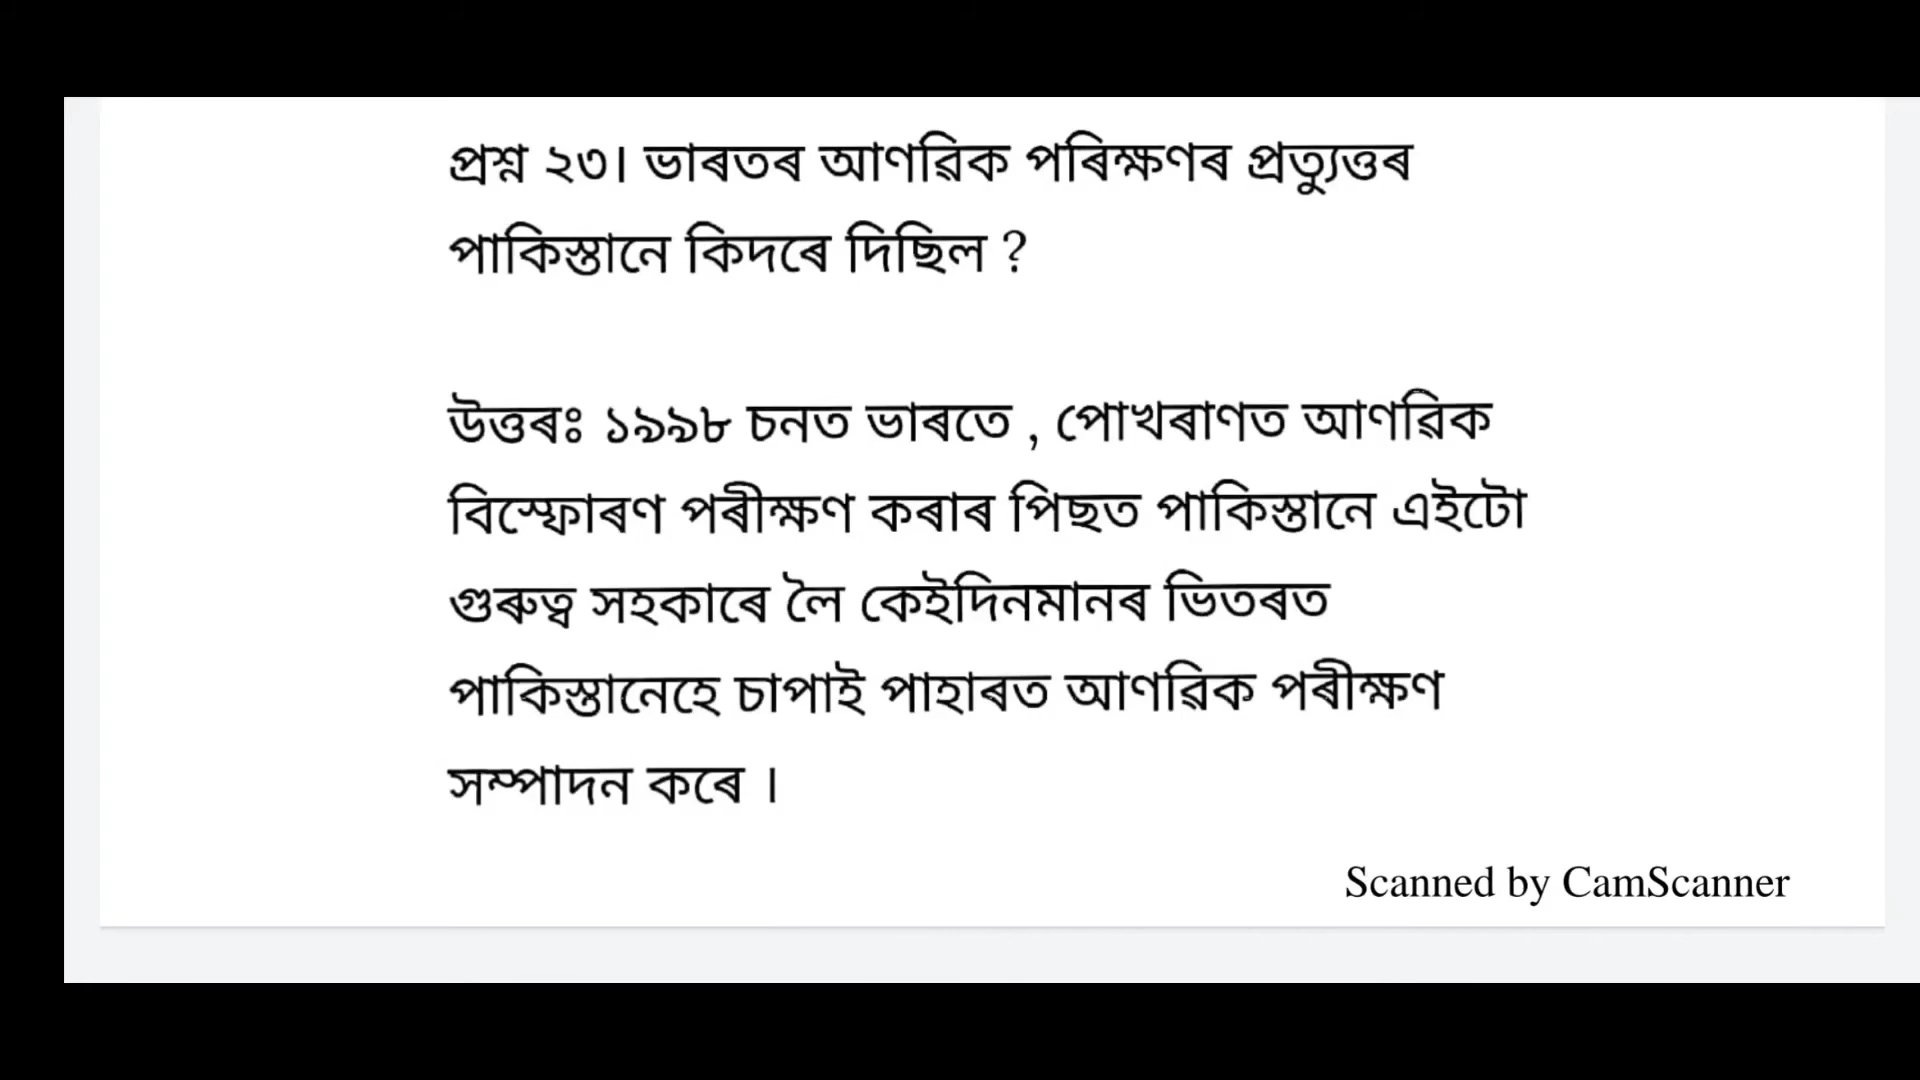 প্ৰশ্ন ২৩। ভাৰতৰ আণৱিক পৰিক্ষণৰ প্ৰত্যুত্তৰ
পাকিস্তানে কিদৰে দিছিল ?
উত্তৰঃ ১৯৯৮ চনত ভাৰতে , পোখৰাণত আণৱিক
বিস্ফোৰণ পৰীক্ষণ কৰাৰ পিছত পাকিস্তানে এইটো
গুৰুত্ব সহকাৰে লৈ কেইদিনমানৰ ভিতৰত
পাকিস্তানেহে চাপাই পাহাৰত আণৱিক পৰীক্ষণ
সম্পাদন কৰে ।
Scanned by CamScanner